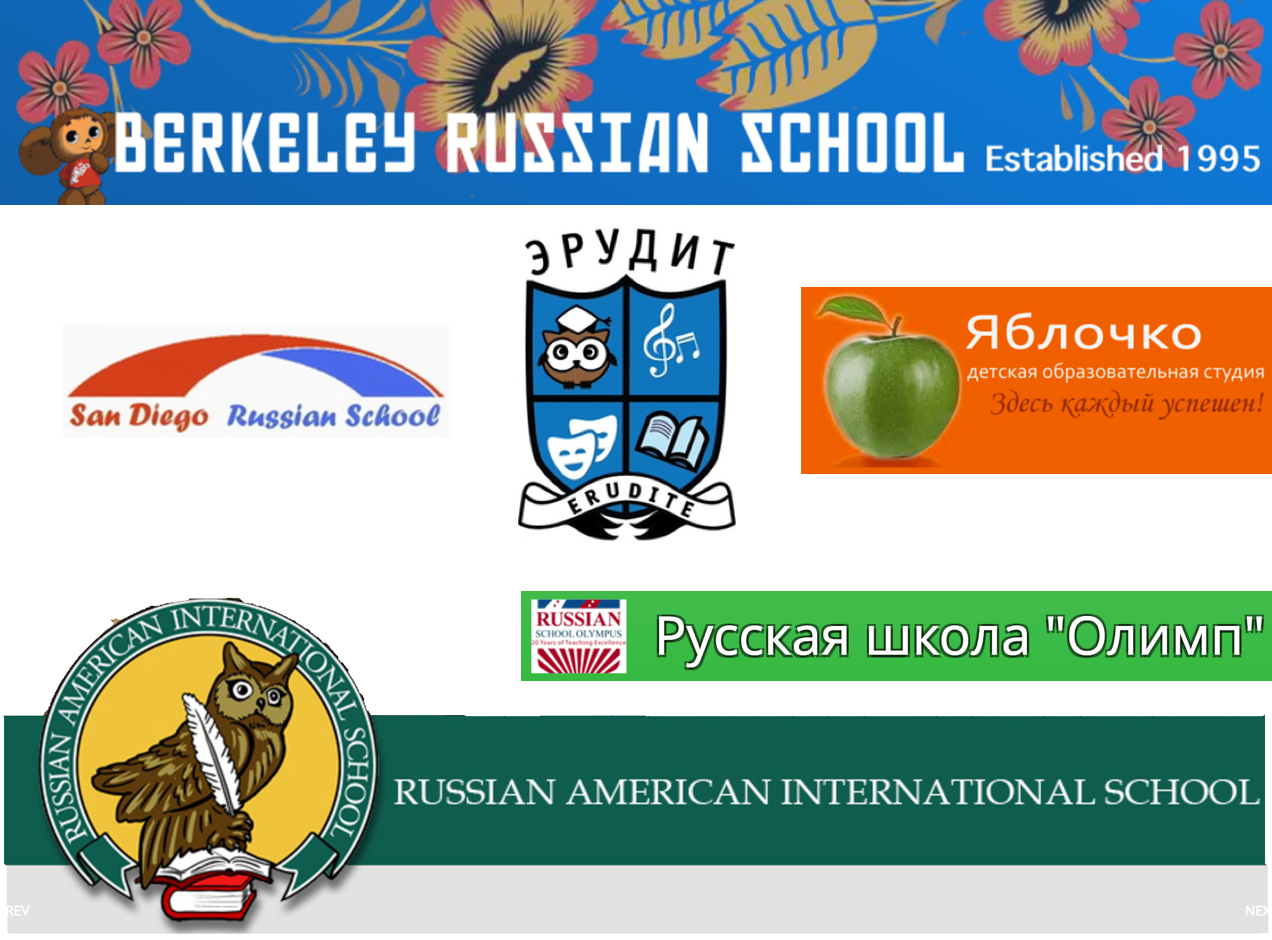 BERKELEY RUSSIAN SCHOOL Established 1995
ЭРУДИТ
ERUDITE
San Diego Russian School
Яблочко
детская образовательная студия
Здесь каждый успешен!
RUSSIAN
SCHOOL OLYMPUS
20 Years of Teaching Excellence
Русская школа "Олимп"
RUSSIAN AMERICAN INTERNATIONAL SCHOOL
RUSSIAN AMERICAN INTERNATIONAL SCHOOL
REV
NEX